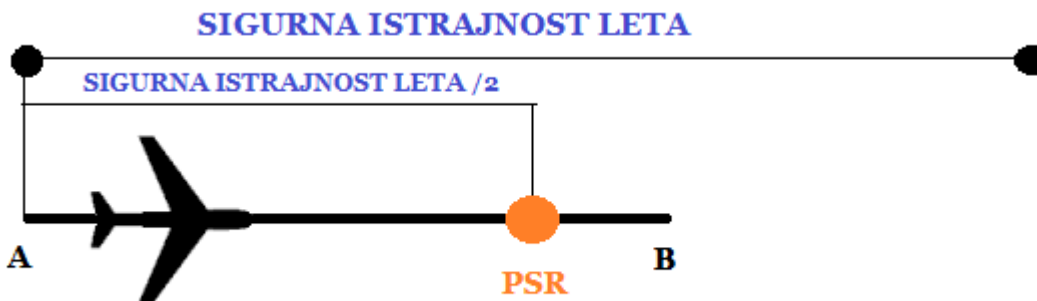 SIGURNA ISTRAJNOST LETA
SIGURNA ISTRAJNOST LETA /2
A
B
PSR